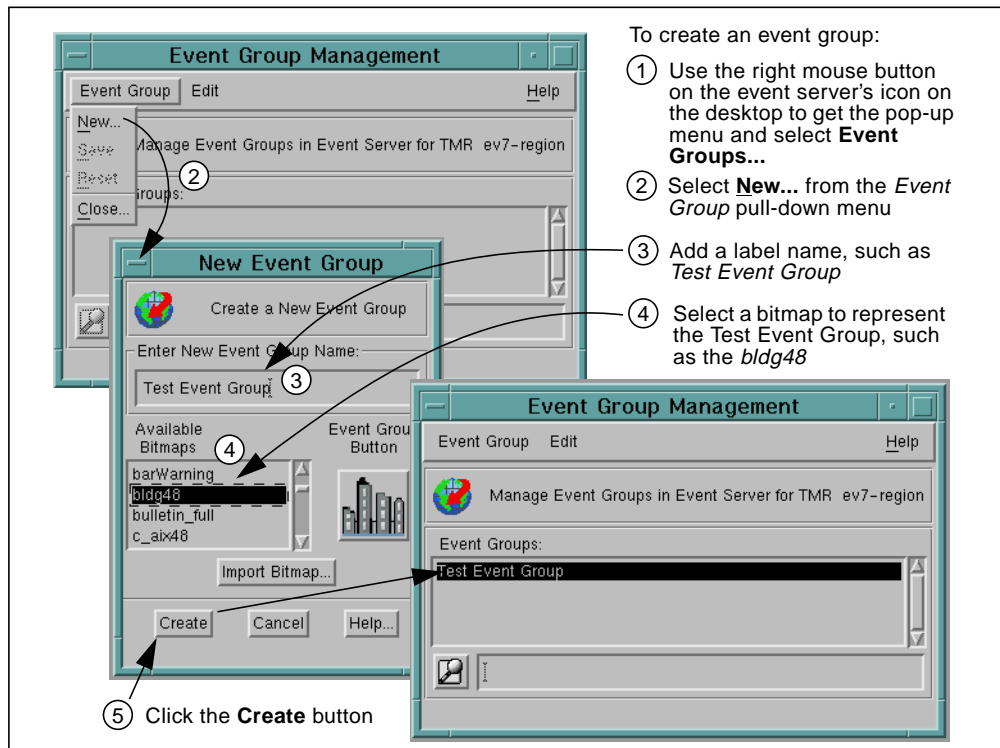 Event Group Management
Event Group Edit Help
New...
Save
Reset
Close...
Manage Event Groups in Event Server for TMR ev7-region
Groups:
2
New Event Group
Create a New Event Group
Enter New Event Group Name:
Test Event Group
3
Available
Bitmaps
4
barWarning
bldg48
bulletin_full
c_aix48
Event Grou
Button
Import Bitmap...
Create Cancel Help...
5 Click the Create button
To create an event group:
1 Use the right mouse button
on the event server's icon on
the desktop to get the pop-up
menu and select Event
Groups...
2 Select New... from the Event
Group pull-down menu
3 Add a label name, such as
Test Event Group
4 Select a bitmap to represent
the Test Event Group, such
as the bldg48
Event Group Management
Event Group Edit Help
Manage Event Groups in Event Server for TMR ev7-region
Event Groups:
Test Event Group